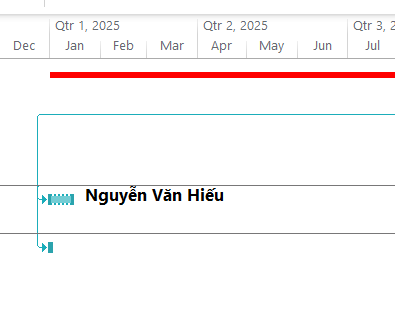 Qtr 1, 2025 Qtr 2, 2025 Qtr 3, 2
Dec Jan Feb Mar Apr May Jun Jul
Nguyễn Văn Hiếu